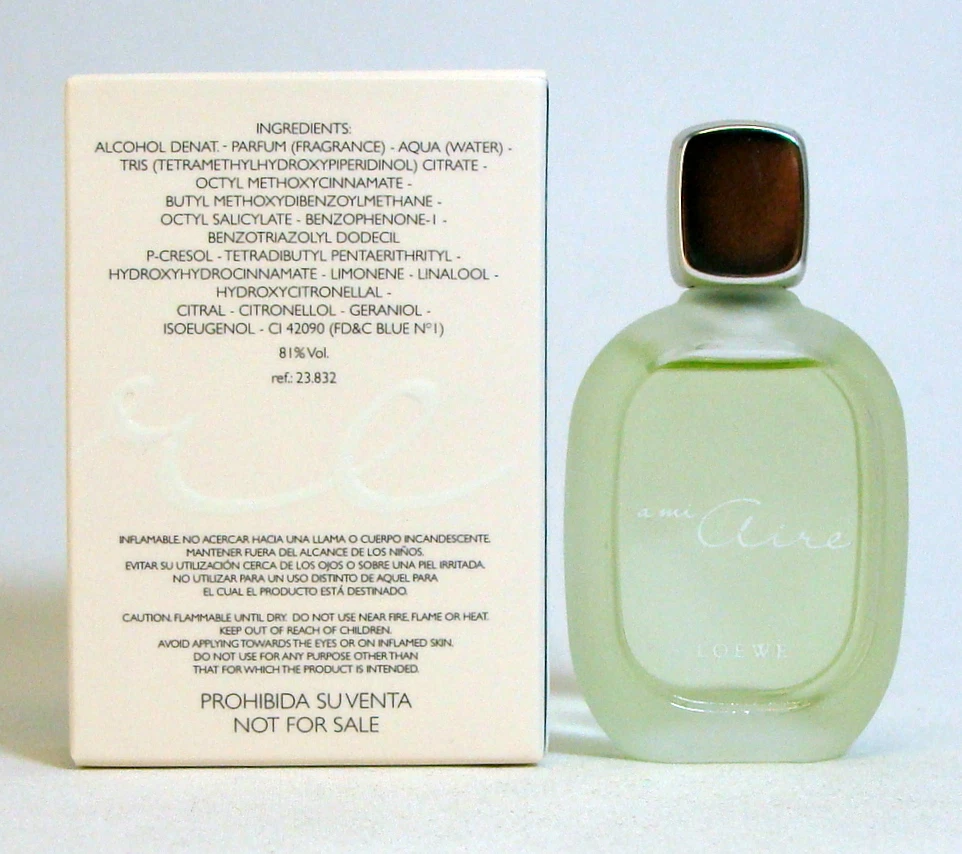 INGREDIENTS:
ALCOHOL DENAT. - PARFUM (FRAGRANCE) - AQUA (WATER) -
TRIS (TETRAMETHYLHYDROXYPIPERIDINOL) CITRATE -
OCTYL METHOXYCINNAMATE -
BUTYL METHOXYDIBENZOYLMETHANE -
OCTYL SALICYLATE - BENZOPHENONE-1 -
BENZOTRIAZOLYL DODECIL
P-CRESOL - TETRADIBUTYL PENTAERITHRITYL -
HYDROXYHYDROCINNAMATE - LIMONENE - LINALOOL -
HYDROXYCITRONELLAL -
CITRAL - CITRONELLOL - GERANIOL -
ISOEUGENOL - CI 42090 (FD&C BLUE Nº1)
81% Vol.
ref.: 23.832
re
INFLAMABLE. NO ACERCAR HACIA UNA LLAMA O CUERPO INCANDESCENTE.
MANTENER FUERA DEL ALCANCE DE LOS NIÑOS.
EVITAR SU UTILIZACIÓN CERCA DE LOS OJOS O SOBRE UNA PIEL IRRITADA.
NO UTILIZAR PARA UN USO DISTINTO DE AQUEL PARA
EL CUAL EL PRODUCTO ESTÁ DESTINADO.
CAUTION. FLAMMABLE UNTIL DRY. DO NOT USE NEAR FIRE, FLAME OR HEAT.
KEEP OUT OF REACH OF CHILDREN.
AVOID APPLYING TOWARDS THE EYES OR ON INFLAMED SKIN.
DO NOT USE FOR ANY PURPOSE OTHER THAN
THAT FOR WHICH THE PRODUCT IS INTENDED.
PROHIBIDA SU VENTA
NOT FOR SALE
a mi Aire
LOEWE